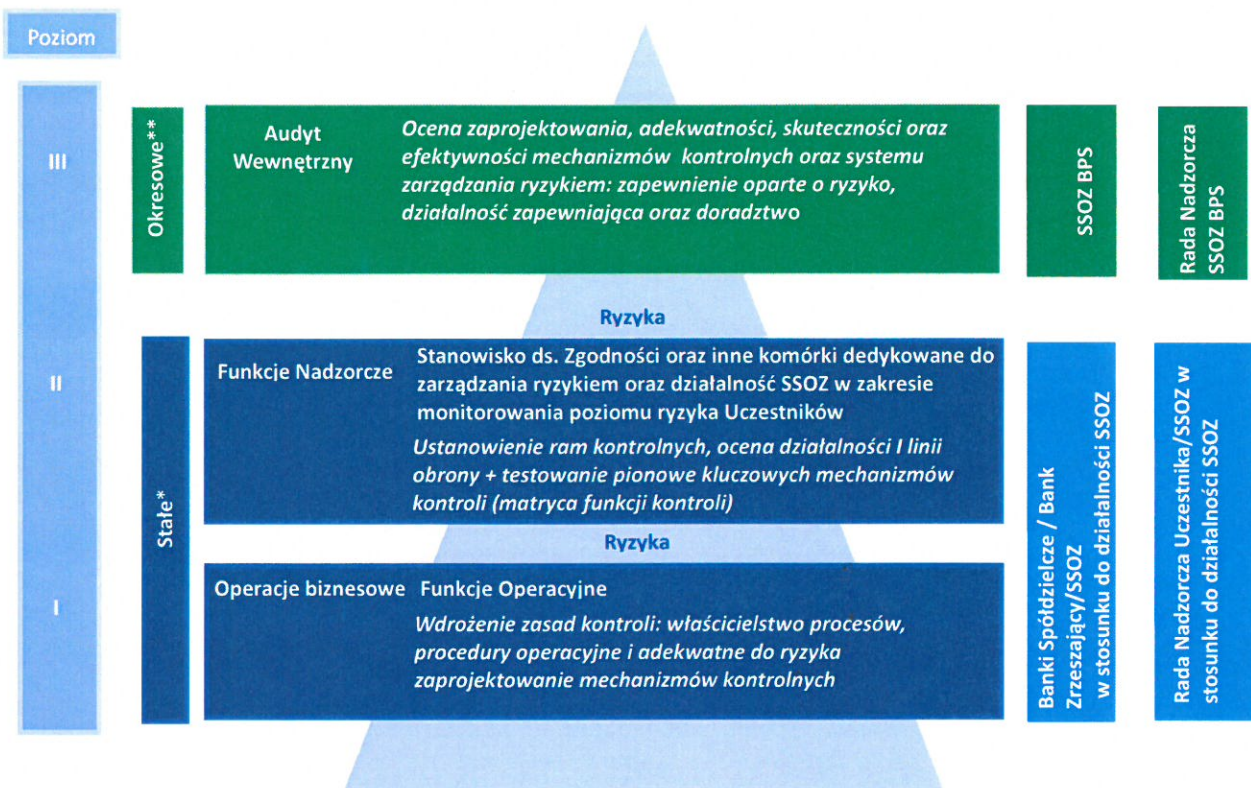 Poziom
III
Okresowe**
Audyt
Wewnętrzny
Ocena zaprojektowania, adekwatności, skuteczności oraz
efektywności mechanizmów kontrolnych oraz systemu
zarządzania ryzykiem: zapewnienie oparte o ryzyko,
działalność zapewniająca oraz doradztwo
SSOZ BPS
Rada Nadzorcza
SSOZ BPS
Ryzyka
II
Stałe*
Funkcje Nadzorcze
Stanowisko ds. Zgodności oraz inne komórki dedykowane do
zarządzania ryzykiem oraz działalność SSOZ w zakresie
monitorowania poziomu ryzyka Uczestników
Ustanowienie ram kontrolnych, ocena działalności I linii
obrony + testowanie pionowe kluczowych mechanizmów
kontroli (matryca funkcji kontroli)
Ryzyka
I
Operacje biznesowe
Funkcje Operacyjne
Wdrożenie zasad kontroli: właścicielstwo procesów,
procedury operacyjne i adekwatne do ryzyka
zaprojektowanie mechanizmów kontrolnych
Banki Spółdzielcze / Bank
Zrzeszający/SSOZ
w stosunku do działalności SSOZ
Rada Nadzorcza Uczestnika/SSOZ w
stosunku do działalności SSOZ